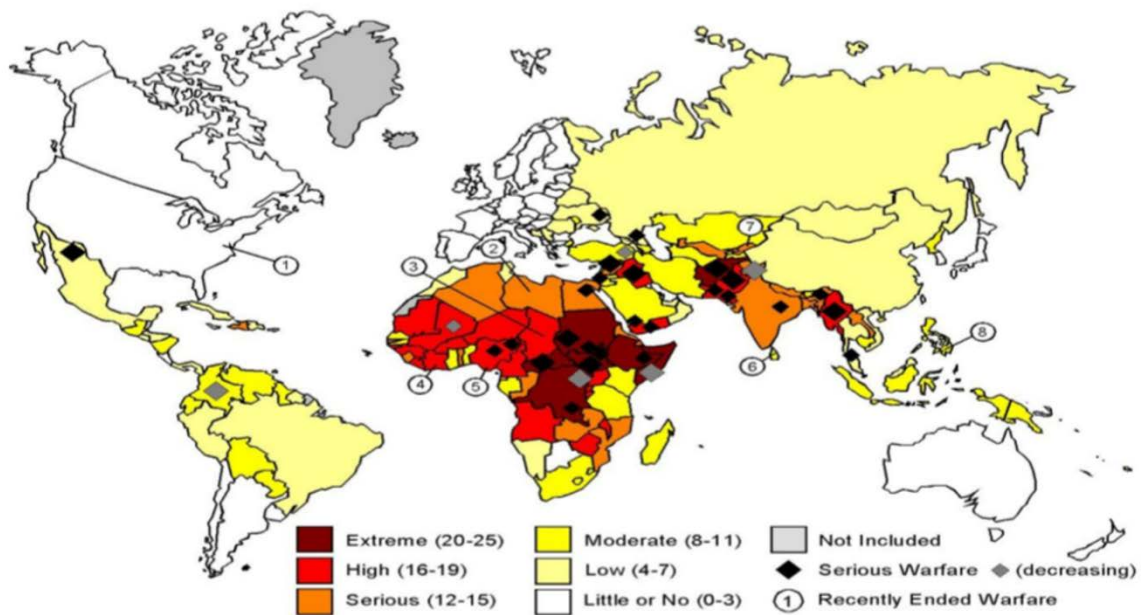 7
2
1
3
8
6
4
5
Extreme (20-25) Moderate (8-11) Not Included
High (16-19) Low (4-7) Serious Warfare (decreasing)
Serious (12-15) Little or No (0-3) 1 Recently Ended Warfare